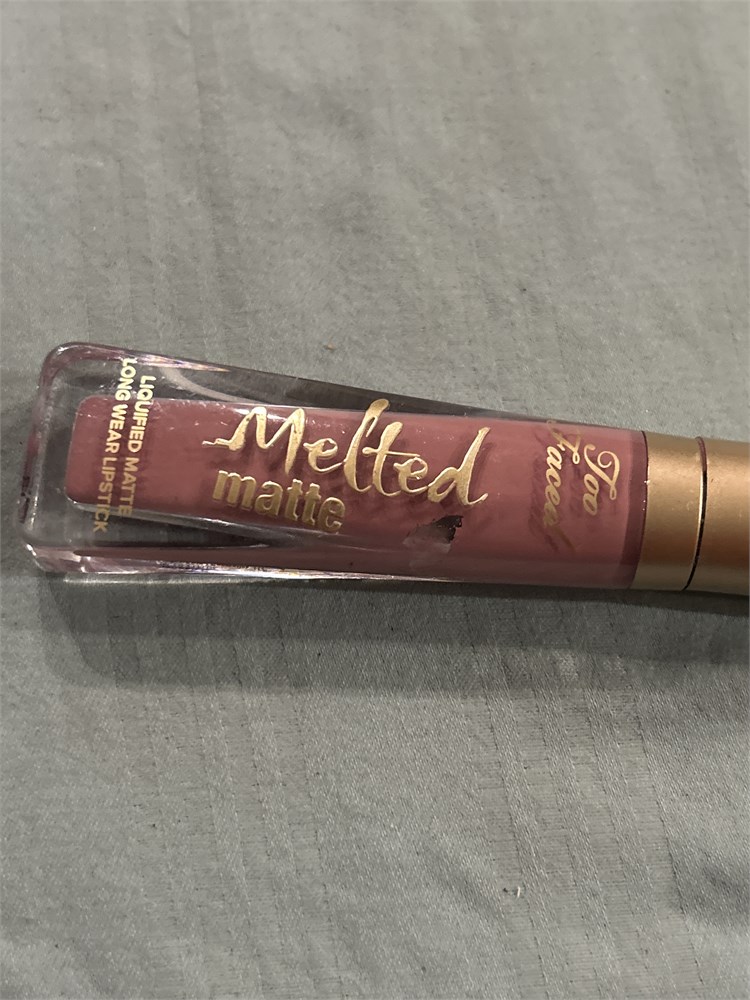 Melted
matte
Too
Faced
LIQUIFIED MATTE
LONG WEAR LIPSTICK